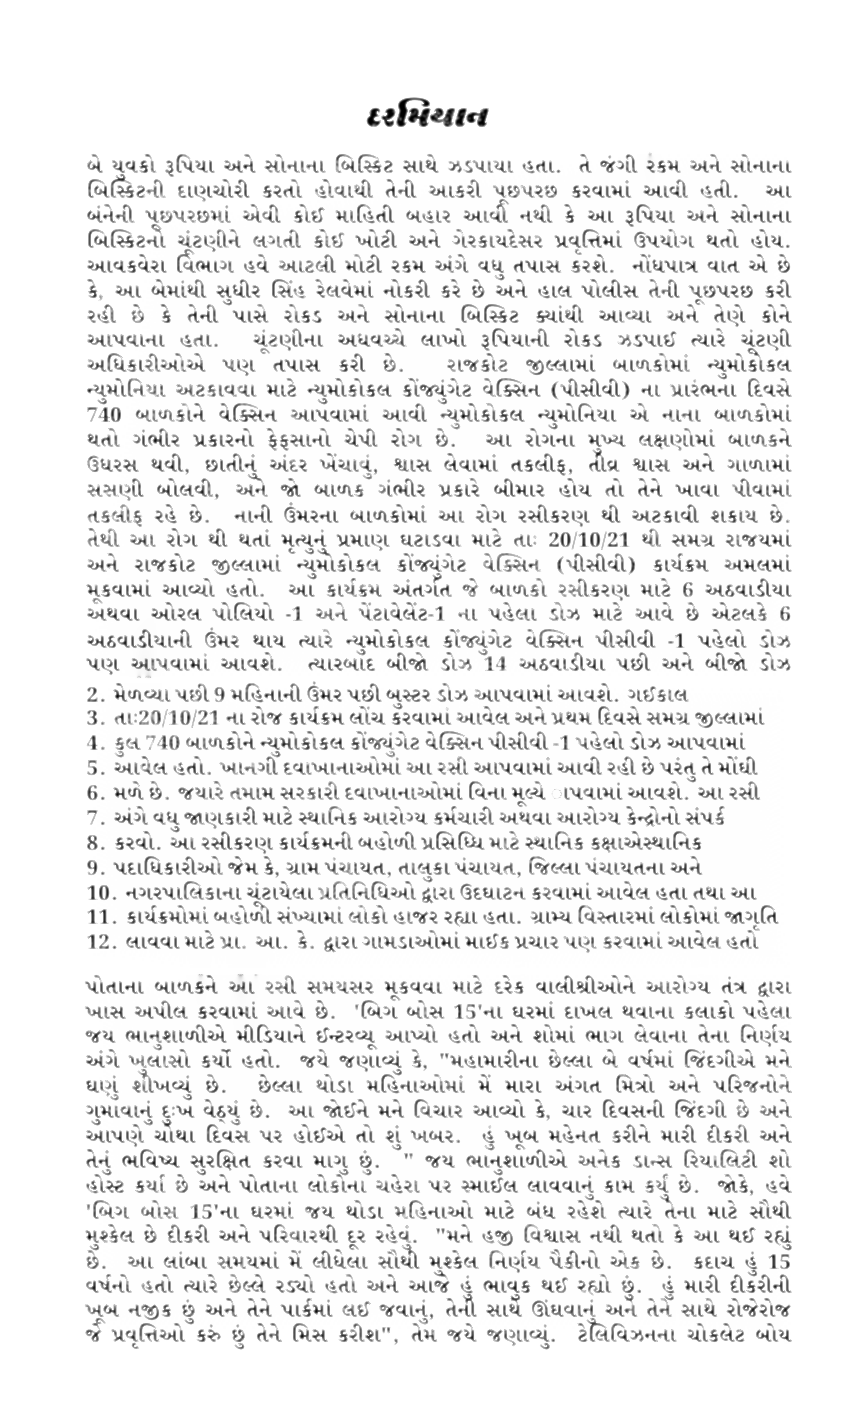 દરમિયાન
બે યુવકો રૂપિયા અને સોનાના બિસ્કિટ સાથે ઝડપાયા હતા. તે જંગી રકમ અને સોનાના
બિસ્કિટની દાણચોરી કરતો હોવાથી તેની આકરી પૂછપરછ કરવામાં આવી હતી. આ
બંનેની પૂછપરછમાં એવી કોઈ માહિતી બહાર આવી નથી કે આ રૂપિયા અને સોનાના
બિસ્કિટનો ચૂંટણીને લગતી કોઈ ખોટી અને ગેરકાયદેસર પ્રવૃત્તિમાં ઉપયોગ થતો હોય.
આવકવેરા વિભાગ હવે આટલી મોટી રકમ અંગે વધુ તપાસ કરશે. નોંધપાત્ર વાત એ છે
કે, આ બેમાંથી સુધીર સિંહ રેલવેમાં નોકરી કરે છે અને હાલ પોલીસ તેની પૂછપરછ કરી
રહી છે કે તેની પાસે રોકડ અને સોનાના બિસ્કિટ ક્યાંથી આવ્યા અને તેણે કોને
આપવાના હતા. ચૂંટણીના અધવચ્ચે લાખો રૂપિયાની રોકડ ઝડપાઈ ત્યારે ચૂંટણી
અધિકારીઓએ પણ તપાસ કરી છે. રાજકોટ જીલ્લામાં બાળકોમાં ન્યુમોકોકલ
ન્યુમોનિયા અટકાવવા માટે ન્યુમોકોકલ કોંજ્યુંગેટ વેક્સિન (પીસીવી) ના પ્રારંભના દિવસે
740 બાળકોને વેક્સિન આપવામાં આવી ન્યુમોકોકલ ન્યુમોનિયા એ નાના બાળકોમાં
થતો ગંભીર પ્રકારનો ફેફસાનો ચેપી રોગ છે. આ રોગના મુખ્ય લક્ષણોમાં બાળકને
ઉધરસ થવી, છાતીનું અંદર ખેંચાવું, શ્વાસ લેવામાં તકલીફ, તીવ્ર શ્વાસ અને ગાળામાં
સસણી બોલવી, અને જો બાળક ગંભીર પ્રકારે બીમાર હોય તો તેને ખાવા પીવામાં
તકલીફ રહે છે. નાની ઉંમરના બાળકોમાં આ રોગ રસીકરણ થી અટકાવી શકાય છે.
તેથી આ રોગ થી થતાં મૃત્યુનું પ્રમાણ ઘટાડવા માટે તાઃ 20/10/21 થી સમગ્ર રાજયમાં
અને રાજકોટ જીલ્લામાં ન્યુમોકોકલ કોંજ્યુંગેટ વેક્સિન (પીસીવી) કાર્યક્રમ અમલમાં
મૂકવામાં આવ્યો હતો. આ કાર્યક્રમ અંતર્ગત જે બાળકો રસીકરણ માટે 6 અઠવાડીયા
અથવા ઓરલ પોલિયો -1 અને પેંટાવેલેંટ-1 ના પહેલા ડોઝ માટે આવે છે એટલકે 6
અઠવાડીયાની ઉંમર થાય ત્યારે ન્યુમોકોકલ કોંજ્યુંગેટ વેક્સિન પીસીવી -1 પહેલો ડોઝ
પણ આપવામાં આવશે. ત્યારબાદ બીજો ડોઝ 14 અઠવાડીયા પછી અને બીજો ડોઝ
2. મેળવ્યા પછી 9 મહિનાની ઉંમર પછી બુસ્ટર ડોઝ આપવામાં આવશે. ગઈકાલ
3. તાઃ20/10/21 ના રોજ કાર્યક્રમ લોંચ કરવામાં આવેલ અને પ્રથમ દિવસે સમગ્ર જીલ્લામાં
4. કુલ 740 બાળકોને ન્યુમોકોકલ કોંજ્યુંગેટ વેક્સિન પીસીવી -1 પહેલો ડોઝ આપવામાં
5. આવેલ હતો. ખાનગી દવાખાનાઓમાં આ રસી આપવામાં આવી રહી છે પરંતુ તે મોંઘી
6. મળે છે. જયારે તમામ સરકારી દવાખાનાઓમાં વિના મૂલ્યે ાપવામાં આવશે. આ રસી
7. અંગે વધુ જાણકારી માટે સ્થાનિક આરોગ્ય કર્મચારી અથવા આરોગ્ય કેન્દ્રોનો સંપર્ક
8. કરવો. આ રસીકરણ કાર્યક્રમની બહોળી પ્રસિધ્ધિ માટે સ્થાનિક કક્ષાએસ્થાનિક
9. પદાધિકારીઓ જેમ કે, ગ્રામ પંચાયત, તાલુકા પંચાયત, જિલ્લા પંચાયતના અને
10. નગરપાલિકાના ચૂંટાયેલા પ્રતિનિધિઓ દ્વારા ઉદઘાટન કરવામાં આવેલ હતા તથા આ
11. કાર્યક્રમોમાં બહોળી સંખ્યામાં લોકો હાજર રહ્યા હતા. ગ્રામ્ય વિસ્તારમાં લોકોમાં જાગૃતિ
12. લાવવા માટે પ્રા. આ. કે. દ્વારા ગામડાઓમાં માઈક પ્રચાર પણ કરવામાં આવેલ હતો
પોતાના બાળકને આ રસી સમયસર મૂકવવા માટે દરેક વાલીશ્રીઓને આરોગ્ય તંત્ર દ્વારા
ખાસ અપીલ કરવામાં આવે છે. 'બિગ બોસ 15'ના ઘરમાં દાખલ થવાના કલાકો પહેલા
જય ભાનુશાળીએ મીડિયાને ઈન્ટરવ્યૂ આપ્યો હતો અને શોમાં ભાગ લેવાના તેના નિર્ણય
અંગે ખુલાસો કર્યો હતો. જયે જણાવ્યું કે, "મહામારીના છેલ્લા બે વર્ષમાં જિંદગીએ મને
ઘણું શીખવ્યું છે. છેલ્લા થોડા મહિનાઓમાં મેં મારા અંગત મિત્રો અને પરિજનોને
ગુમાવાનું દુઃખ વેઠ્યું છે. આ જોઈને મને વિચાર આવ્યો કે, ચાર દિવસની જિંદગી છે અને
આપણે ચોથા દિવસ પર હોઈએ તો શું ખબર. હું ખૂબ મહેનત કરીને મારી દીકરી અને
તેનું ભવિષ્ય સુરક્ષિત કરવા માગુ છું. " જય ભાનુશાળીએ અનેક ડાન્સ રિયાલિટી શો
હોસ્ટ કર્યા છે અને પોતાના લોકોના ચહેરા પર સ્માઈલ લાવવાનું કામ કર્યું છે. જોકે, હવે
'બિગ બોસ 15'ના ઘરમાં જય થોડા મહિનાઓ માટે બંધ રહેશે ત્યારે તેના માટે સૌથી
મુશ્કેલ છે દીકરી અને પરિવારથી દૂર રહેવું. "મને હજી વિશ્વાસ નથી થતો કે આ થઈ રહ્યું
છે. આ લાંબા સમયમાં મેં લીધેલા સૌથી મુશ્કેલ નિર્ણય પૈકીનો એક છે. કદાચ હું 15
વર્ષનો હતો ત્યારે છેલ્લે રડ્યો હતો અને આજે હું ભાવુક થઈ રહ્યો છું. હું મારી દીકરીની
ખૂબ નજીક છું અને તેને પાર્કમાં લઈ જવાનું, તેની સાથે ઊંઘવાનું અને તેને સાથે રોજેરોજ
જે પ્રવૃત્તિઓ કરું છું તેને મિસ કરીશ", તેમ જયે જણાવ્યું. ટેલિવિઝનના ચોકલેટ બોય